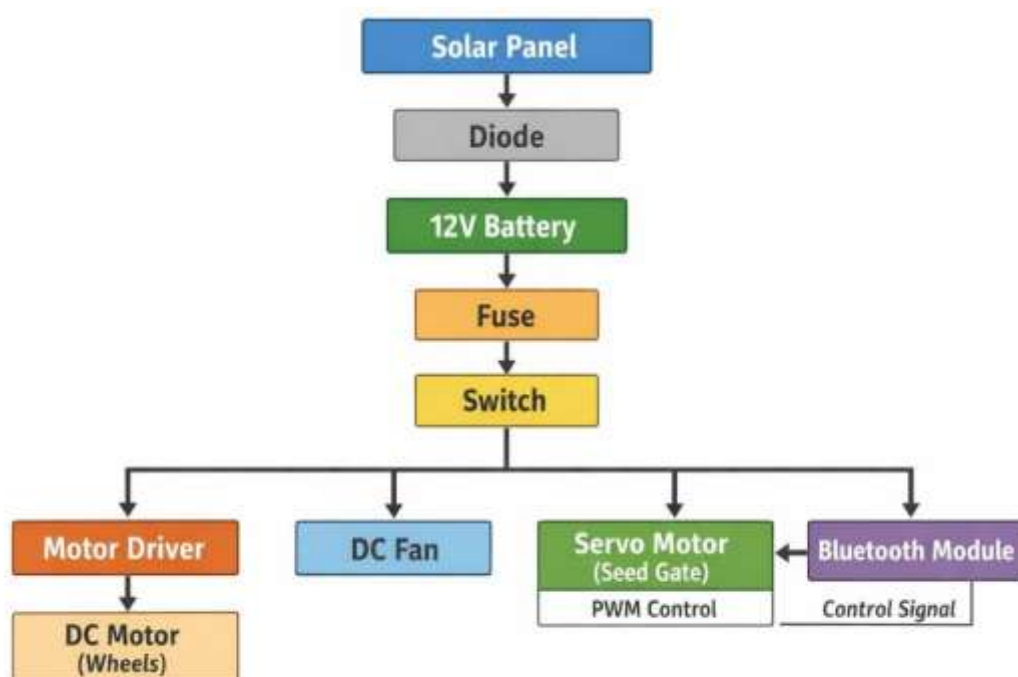 Solar Panel
Diode
12V Battery
Fuse
Switch
Motor Driver
DC Motor
(Wheels)
DC Fan
Servo Motor
(Seed Gate)
PWM Control
Bluetooth Module
Control Signal